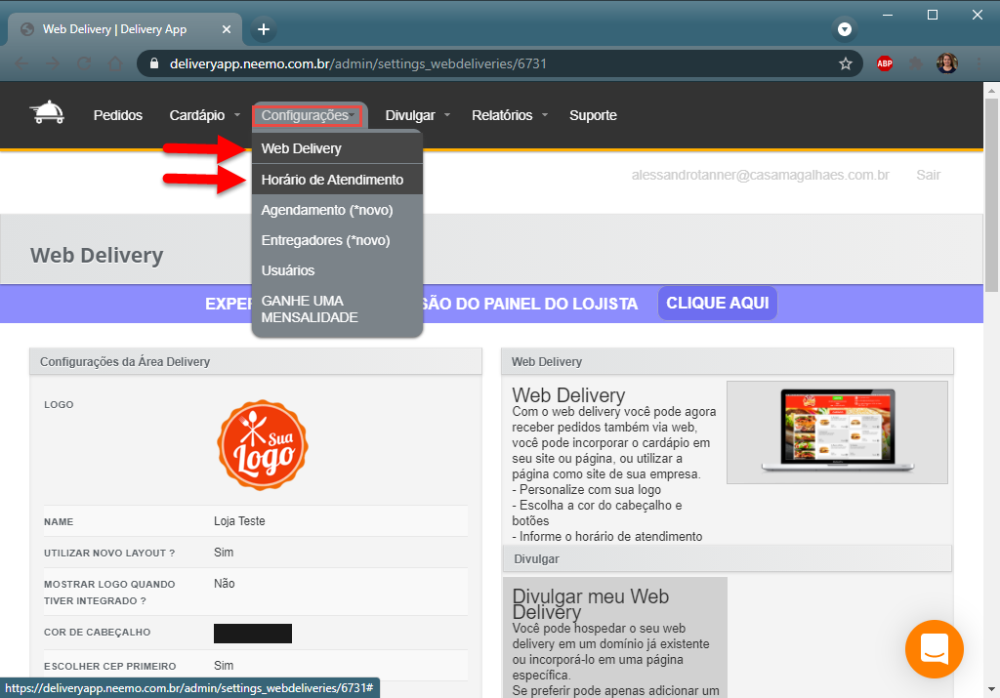 Web Delivery | Delivery App
deliveryapp.neemo.com.br/admin/settings_webdeliveries/6731
ABP
Pedidos Cardápio Configurações Divulgar Relatórios Suporte
Web Delivery
Horário de Atendimento
Agendamento (*novo)
Entregadores (*novo)
Usuários
GANHE UMA
MENSALIDADE
alessandrotanner@casamagalhaes.com.br Sair
Web Delivery
EXPE SÃO DO PAINEL DO LOJISTA CLIQUE AQUI
Configurações da Área Delivery
LOGO
Sua
Logo
NAME Loja Teste
UTILIZAR NOVO LAYOUT ? Sim
MOSTRAR LOGO QUANDO Não
TIVER INTEGRADO ?
COR DE CABEÇALHO
ESCOLHER CEP PRIMEIRO Sim
Web Delivery
Web Delivery
Com o web delivery você pode agora
receber pedidos também via web,
você pode incorporar o cardápio em
seu site ou página, ou utilizar a
página como site de sua empresa.
- Personalize com sua logo
- Escolha a cor do cabeçalho e
botões
- Informe o horário de atendimento
Divulgar
Divulgar meu Web
Delivery
Você pode hospedar o seu web
delivery em um domínio já existente
ou incorporá-lo em uma página
específica.
Se preferir pode apenas adicionar um
https://deliveryapp.neemo.com.br/admin/settings_webdeliveries/6731#